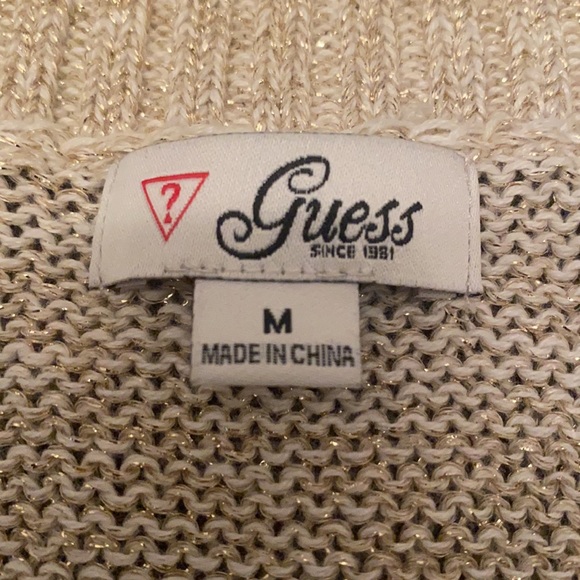 ?
Guess
SINCE 1981
M
MADE IN CHINA